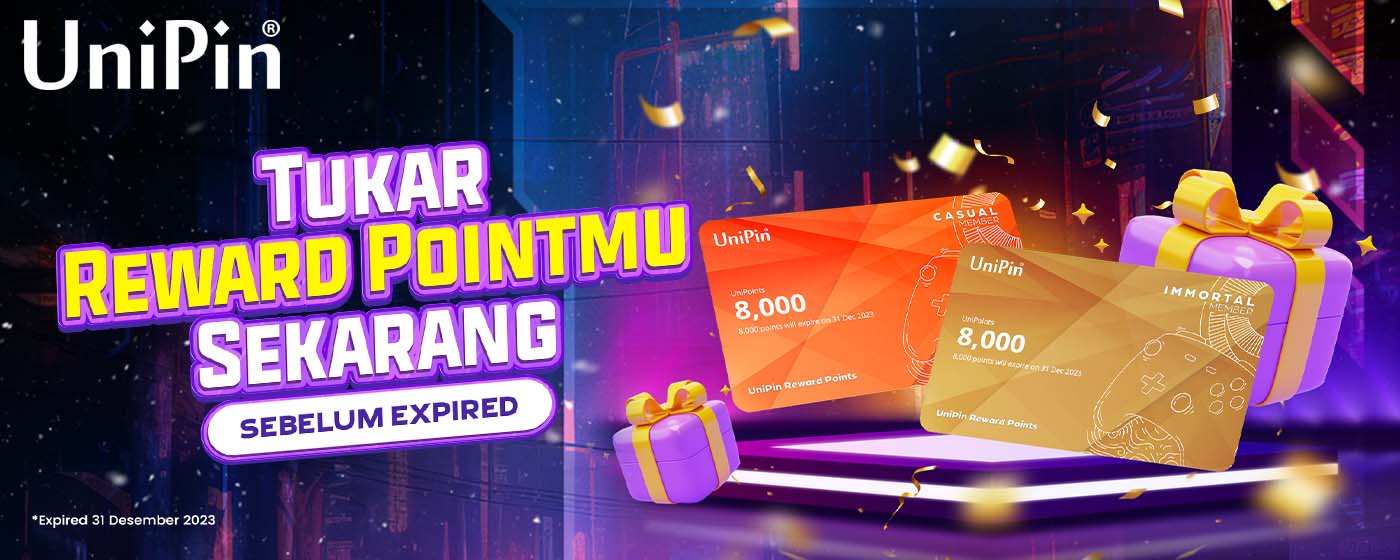 UniPin®
TUKAR
REWARD POINTMU
SEKARANG
SEBELUM EXPIRED
*Expired 31 Desember 2023
UniPin
CASUAL
MEMBER
UniPoints
8,000
8,000 points will expire on 31 Dec 2023
UniPin Reward Points
UniPin
IMMORTAL
MEMBER
UniPoints
8,000
8,000 points will expire on 31 Dec 2023
UniPin Reward Points